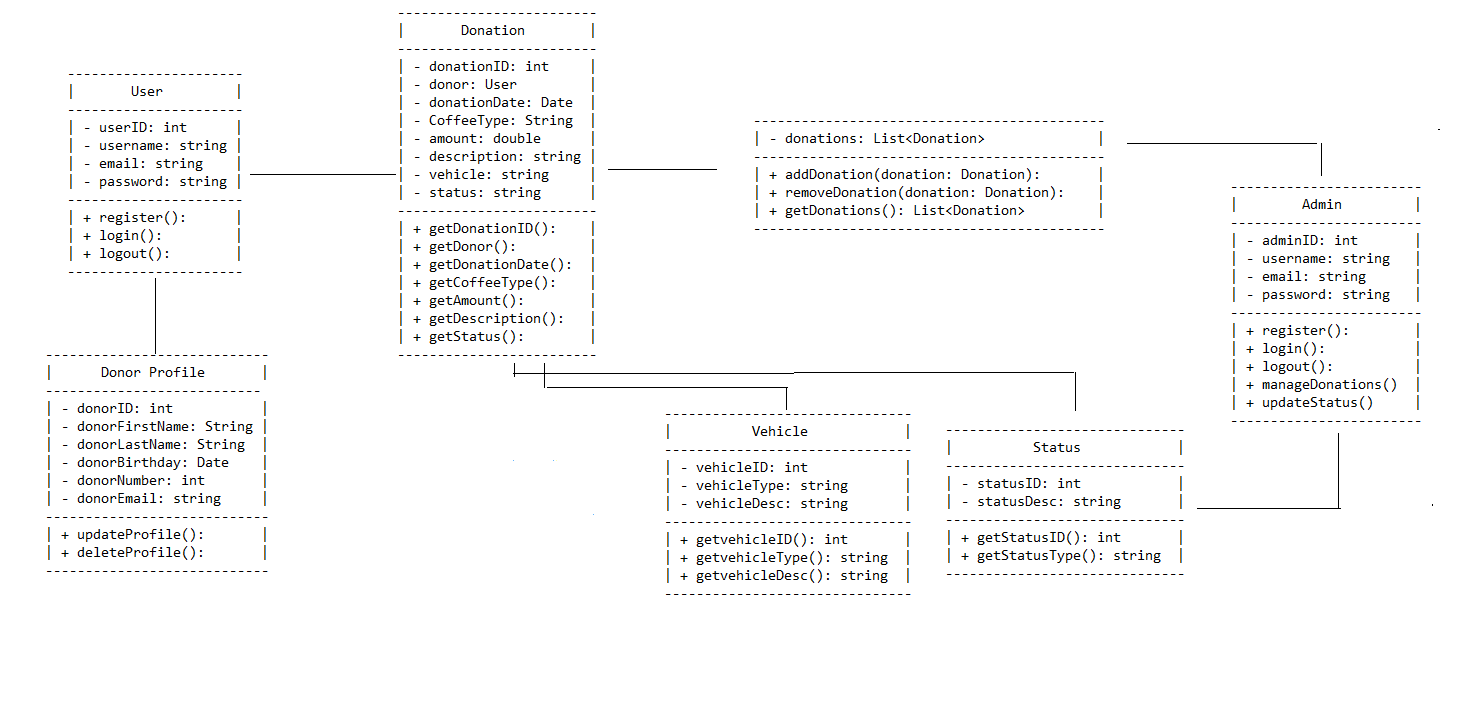 User
- userID: int
- username: string
- email: string
- password: string
+ register():
+ login():
+ logout():
Donor Profile
- donorID: int
- donorFirstName: String
- donorLastName: String
- donorBirthday: Date
- donorNumber: int
- donorEmail: string
+ updateProfile():
+ deleteProfile():
Donation
- donationID: int
- donor: User
- donationDate: Date
- CoffeeType: String
- amount: double
- description: string
- vehicle: string
- status: string
+ getDonationID():
+ getDonor():
+ getDonationDate():
+ getCoffeeType():
+ getAmount():
+ getDescription():
+ getStatus():
- donations: List<Donation>
+ addDonation(donation: Donation):
+ removeDonation(donation: Donation):
+ getDonations(): List<Donation>
Vehicle
- vehicleID: int
- vehicleType: string
- vehicleDesc: string
+ getvehicleID(): int
+ getvehicleType(): string
+ getvehicleDesc(): string
Status
- statusID: int
- statusDesc: string
+ getStatusID(): int
+ getStatusType(): string
Admin
- adminID: int
- username: string
- email: string
- password: string
+ register():
+ login():
+ logout():
+ manageDonations()
+ updateStatus()